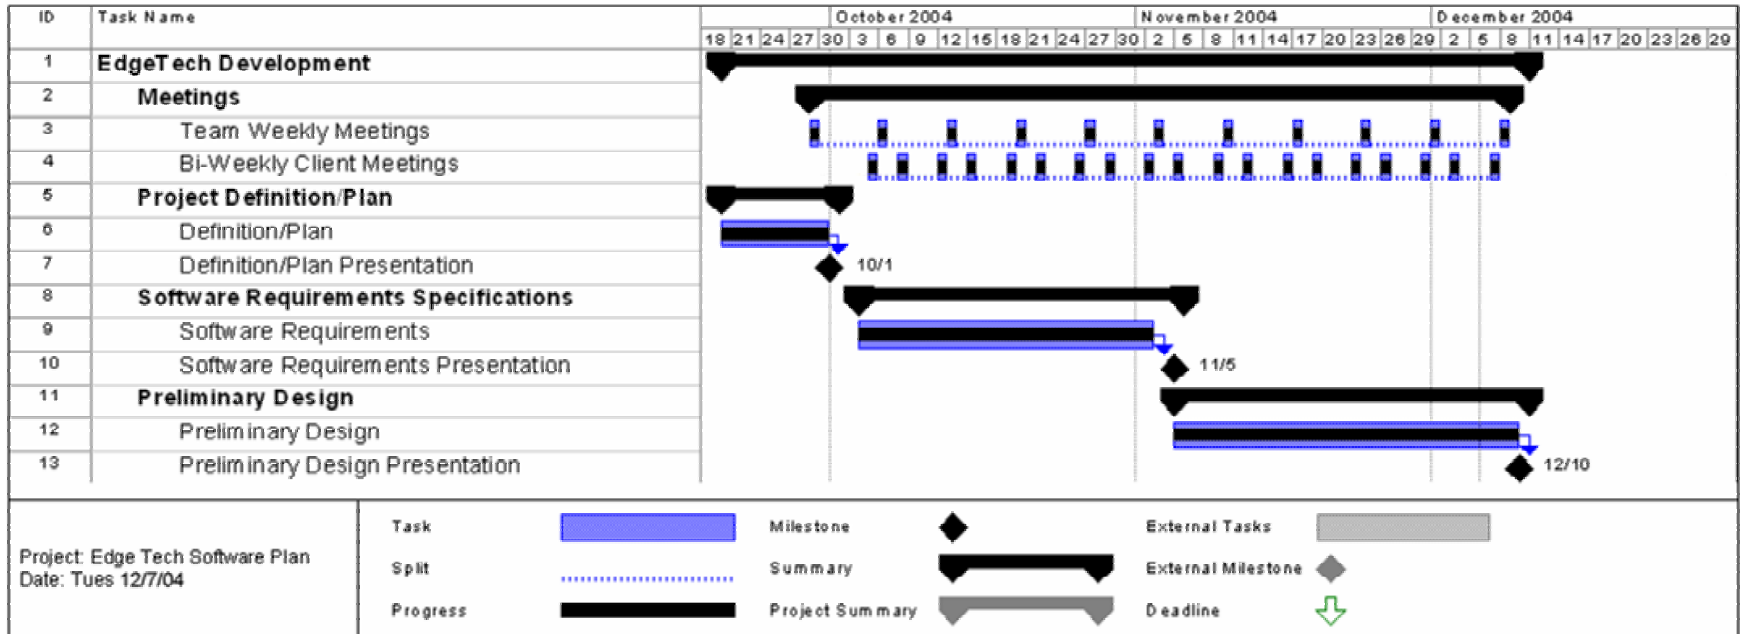 ID Task Name October 2004 November 2004 December 2004
18 21 24 27 30 3 6 9 12 15 18 21 24 27 30 2 5 8 11 14 17 20 23 26 29 2 5 8 11 14 17 20 23 26 29
1 EdgeTech Development
2 Meetings
3 Team Weekly Meetings
4 Bi-Weekly Client Meetings
5 Project Definition/Plan
6 Definition/Plan
7 Definition/Plan Presentation 10/1
8 Software Requirements Specifications
9 Software Requirements
10 Software Requirements Presentation 11/5
11 Preliminary Design
12 Preliminary Design
13 Preliminary Design Presentation 12/10
Project: Edge Tech Software Plan
Date: Tues 12/7/04
Task Milestone External Tasks
Split Summary External Milestone
Progress Project Summary Deadline